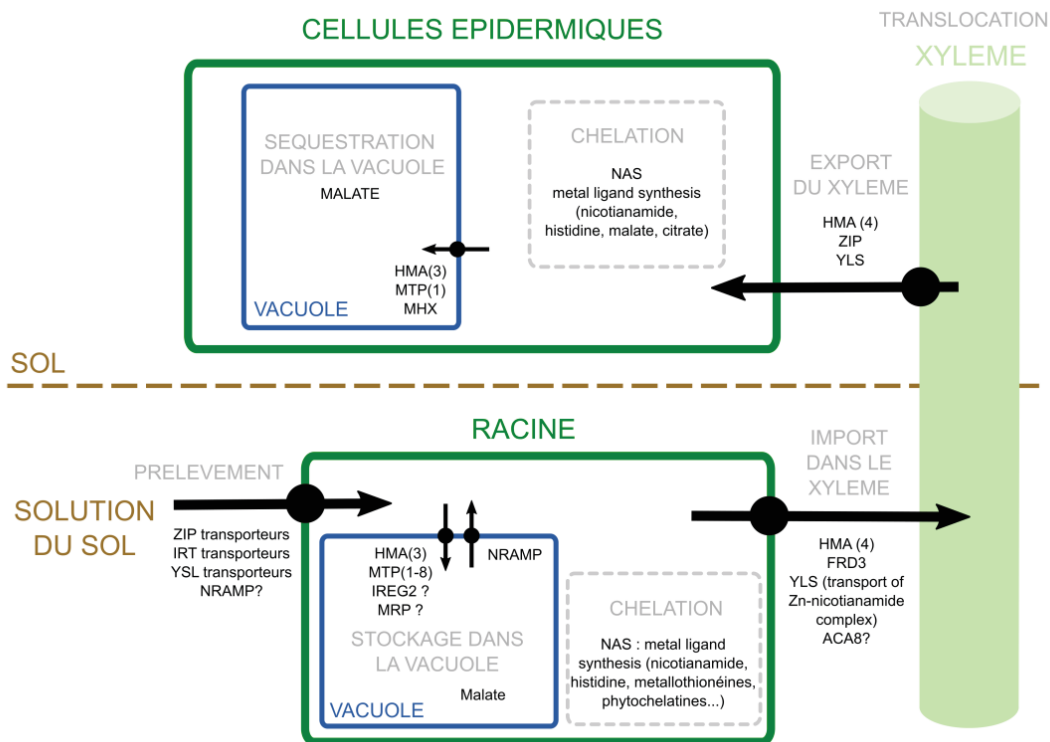 CELLULES EPIDERMIQUES
TRANSLOCATION
XYLEME
SEQUESTRATION
DANS LA VACUOLE
MALATE
HMA(3)
MTP(1)
MHX
VACUOLE
CHELATION
NAS
metal ligand synthesis
(nicotianamide,
histidine, malate, citrate)
EXPORT
DU XYLEME
HMA (4)
ZIP
YLS
SOL
RACINE
PRELEVEMENT
SOLUTION
DU SOL
ZIP transporteurs
IRT transporteurs
YSL transporteurs
NRAMP?
HMA(3)
MTP(1-8)
IREG2 ?
MRP ?
NRAMP
STOCKAGE DANS
LA VACUOLE
Malate
VACUOLE
CHELATION
NAS : metal ligand
synthesis (nicotianamide,
histidine, metallothionéines,
phytochelatines...)
IMPORT
DANS LE
XYLEME
HMA (4)
FRD3
YLS (transport of
Zn-nicotianamide
complex)
ACA8?